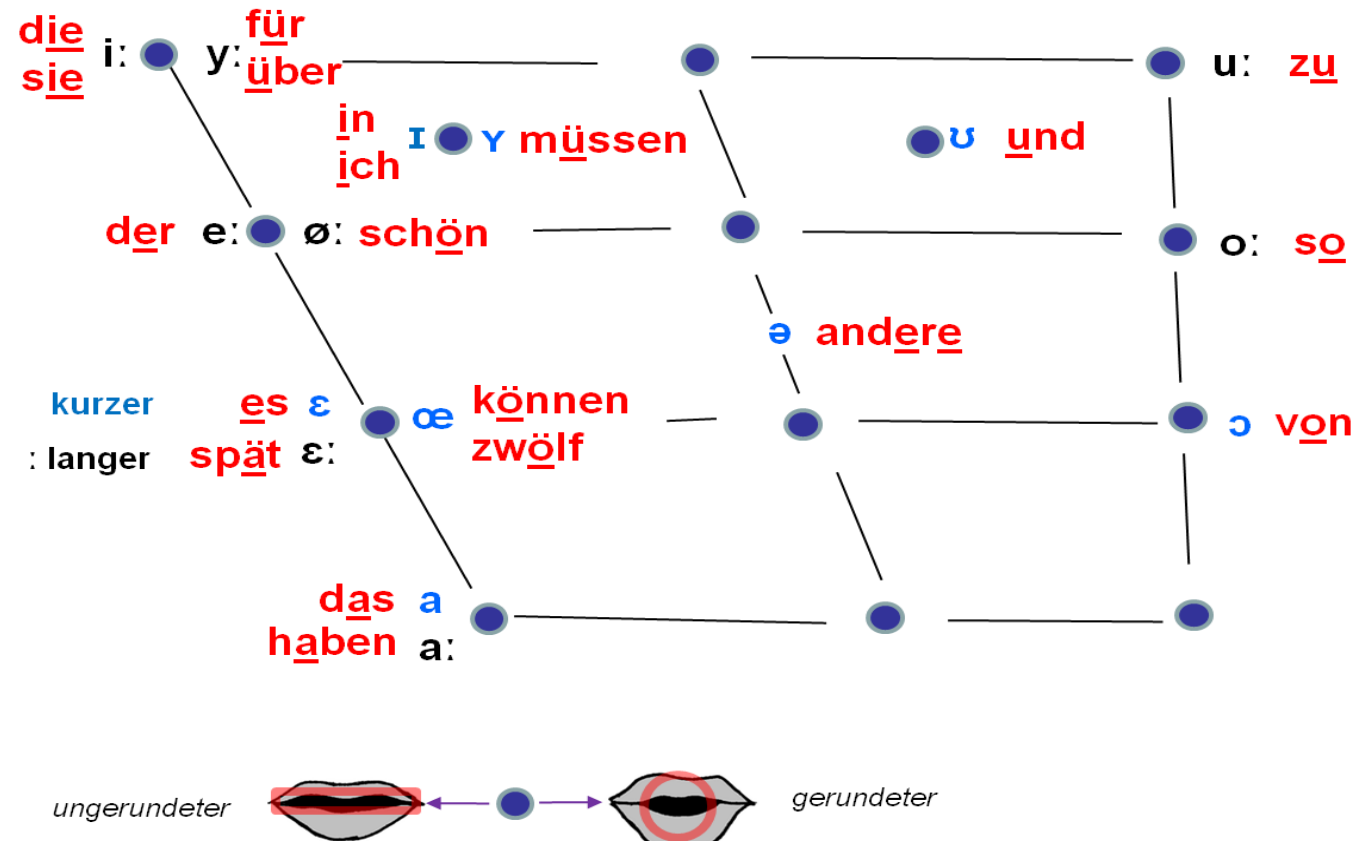 die
sie
iː
yː
für
über
uː zu
in
ich
ɪ ʏ müssen
ʊ und
der eː øː schön
oː so
ə andere
kurzer
ː langer
es ɛ
spät ɛː
œ
können
zwölf
ɔ von
das a
haben aː
ungerundeter
gerundeter